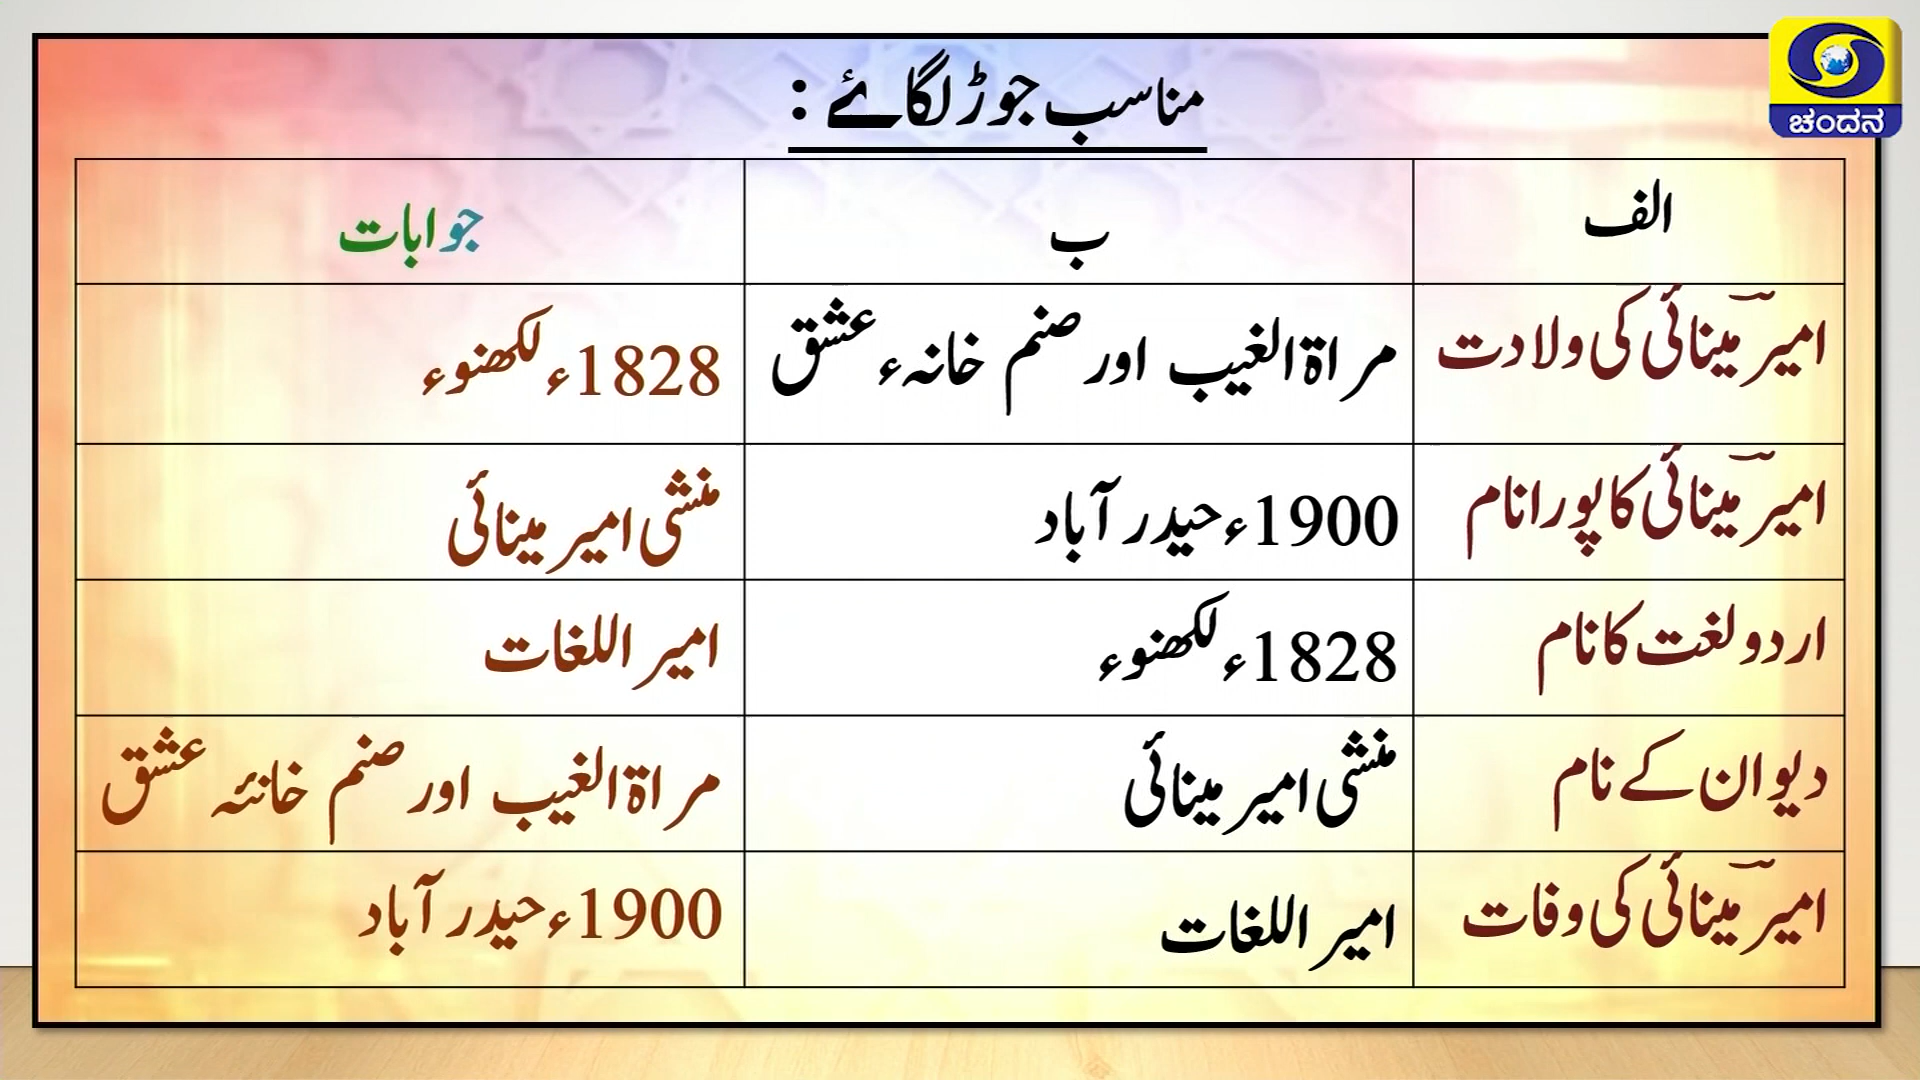 مناسب جوڑ لگائے :
ಚಂದನ
الف ب جوابات
امیرؔ مینائی کی ولادت مراۃ الغیب اور صنم خانہء عشق 1828ء لکھنوء
امیرؔ مینائی کا پورا نام 1900ء حیدر آباد منشی امیر مینائی
اردو لغت کا نام 1828ء لکھنوء امیر اللغات
دیوان کے نام منشی امیر مینائی مراۃ الغیب اور صنم خانئہ عشق
امیرؔ مینائی کی وفات امیر اللغات 1900ء حیدر آباد